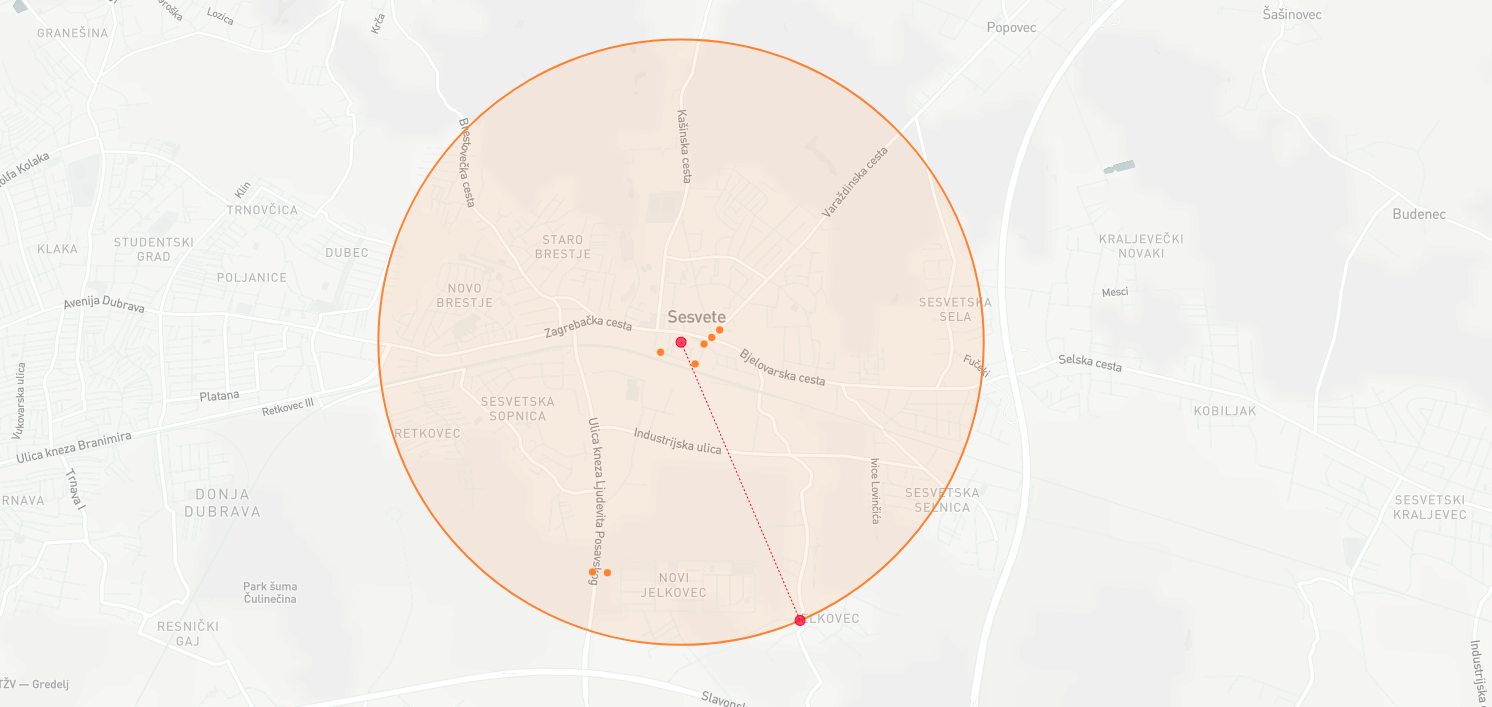 Šašinovec
Lozica
Krča
Popovec
GRANEŠINA
Kašinska cesta
Brestovečka cesta
Varaždinska cesta
Klin
TRNOVČICA
Budenec
STUDENTSKI
GRAD
KLAKA
DUBEC
STARO
BRESTJE
KRALJEVEČKI
NOVAKI
POLJANICE
NOVO
BRESTJE
Mesci
Avenija Dubrava
SESVETSKA
SELA
Sesvete
Zagrebačka cesta
Bjelovarska cesta
Fučeki
Selska cesta
Vukovarska ulica
Platana
Retkovec III
SESVETSKA
SOPNICA
KOBILJAK
RETKOVEC
Ulica kneza Branimira
Industrijska ulica
Ulica kneza Ljudevita Posavskog
Ivice Lovinčića
Trnava I
RNAVA
DONJA
DUBRAVA
SESVETSKA
SELNICA
SESVETSKI
KRALJEVEC
NOVI
JELKOVEC
Park šuma
Čulinečina
ELKOVEC
RESNIČKI
GAJ
TŽV — Gredelj
Industrijska
Slavons